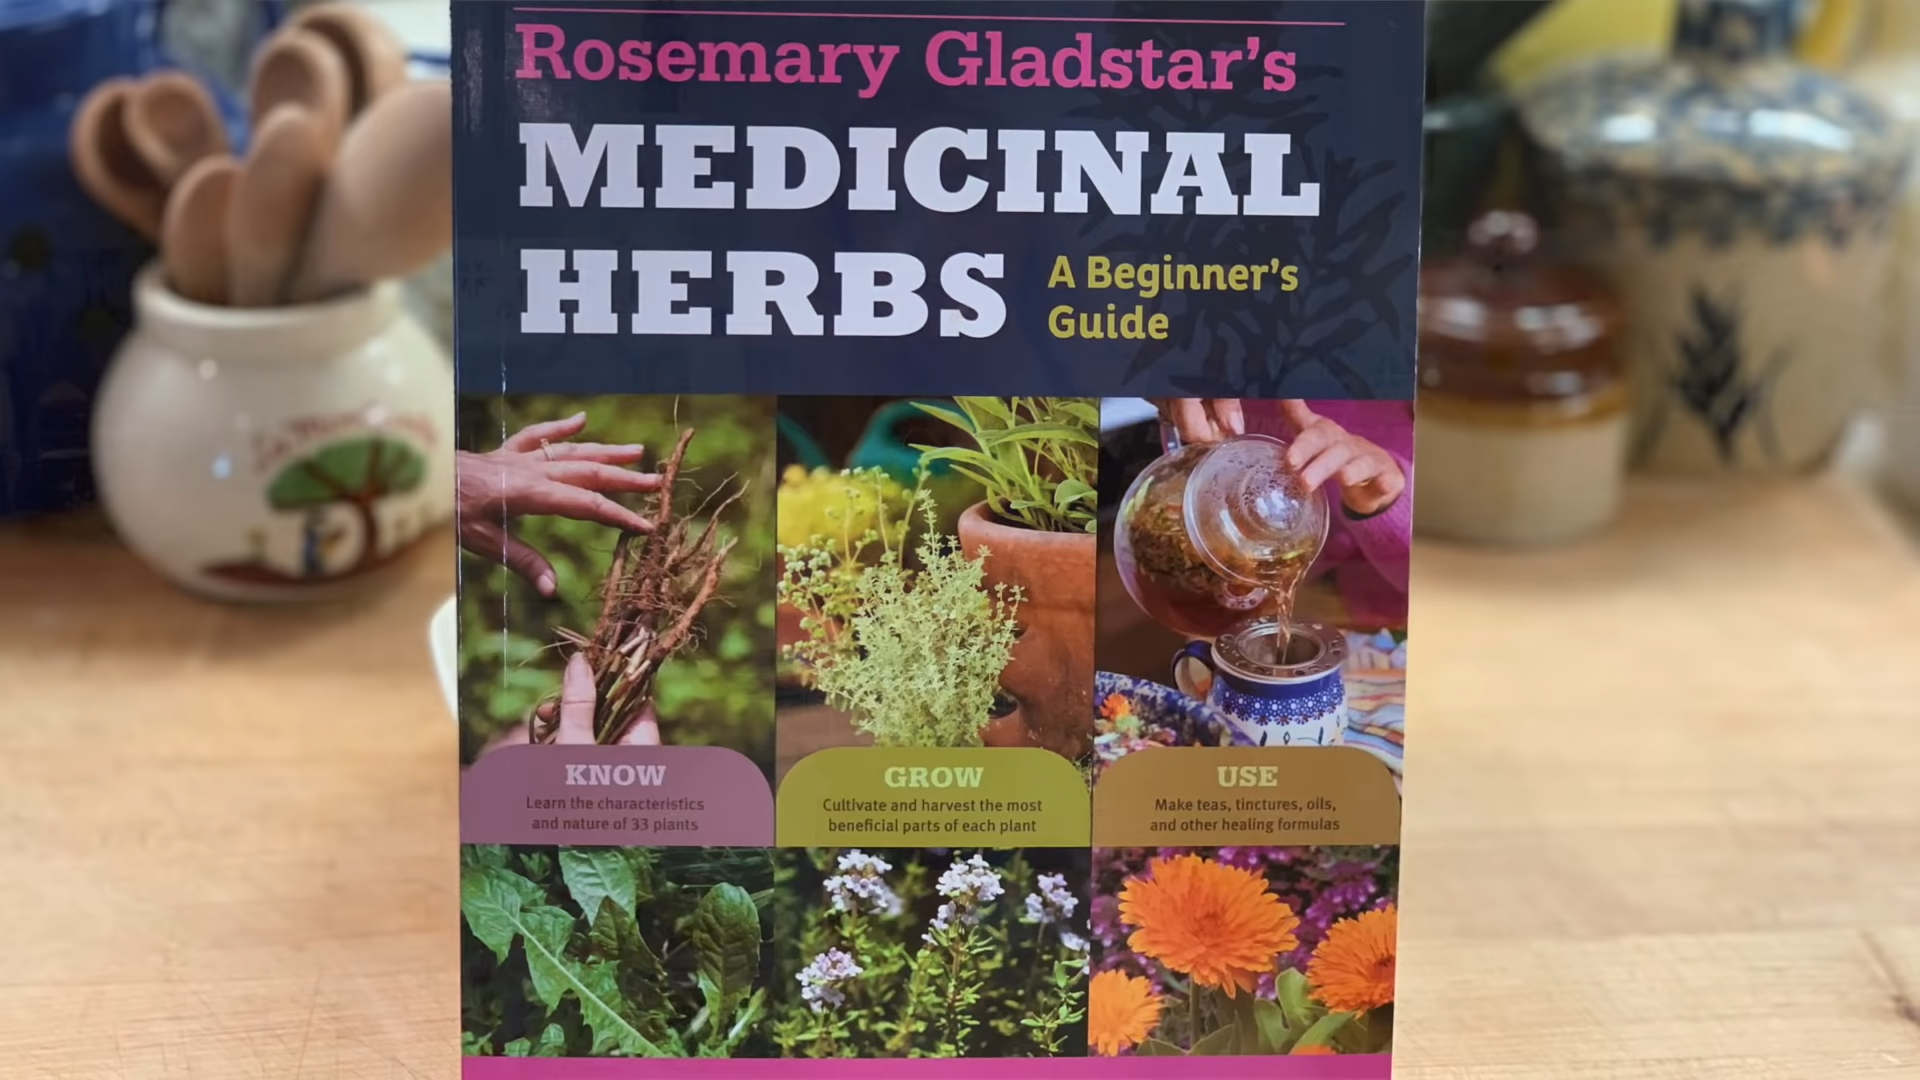 Rosemary Gladstar's
MEDICINAL
HERBS
A Beginner's
Guide
KNOW
Learn the characteristics
and nature of 33 plants
GROW
Cultivate and harvest the most
beneficial parts of each plant
USE
Make teas, tinctures, oils,
and other healing formulas